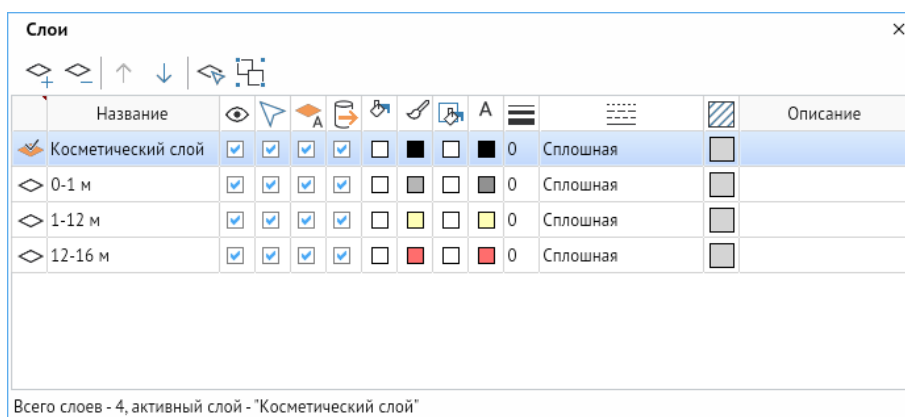 Слои
Название A A Описание
Косметический слой 0 Сплошная
0-1 м 0 Сплошная
1-12 м 0 Сплошная
12-16 м 0 Сплошная
Всего слоев - 4, активный слой - "Косметический слой"